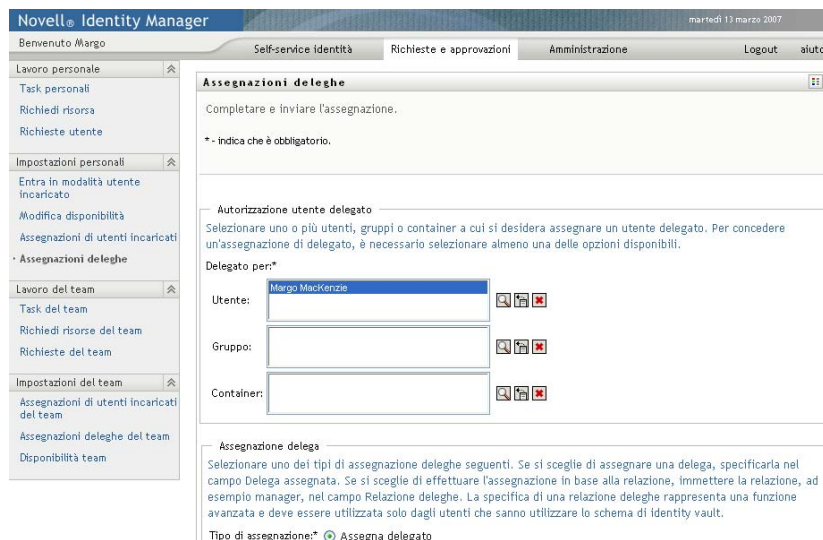 Novell® Identity Manager
martedì 13 marzo 2007
Benvenuto Margo
Self-service identità
Richieste e approvazioni
Amministrazione
Logout
Lavoro personale
Task personali
Richiedi risorsa
Richieste utente
Impostazioni personali
Entra in modalità utente
incaricato
Modifica disponibilità
Assegnazioni di utenti incaricati
· Assegnazioni deleghe
Lavoro del team
Task del team
Richiedi risorse del team
Richieste del team
Impostazioni del team
Assegnazioni di utenti incaricati
del team
Assegnazioni deleghe del team
Disponibilità team
Assegnazioni deleghe
Completare e inviare l'assegnazione.
* - indica che è obbligatorio.
Autorizzazione utente delegato
Selezionare uno o più utenti, gruppi o container a cui si desidera assegnare un utente delegato. Per concedere
un'assegnazione di delegato, è necessario selezionare almeno una delle opzioni disponibili.
Delegato per:*
Utente:
Margo MacKenzie
Gruppo:
Container:
Assegnazione delega
Selezionare uno dei tipi di assegnazione deleghe seguenti. Se si sceglie di assegnare una delega, specificarla nel
campo Delega assegnata. Se si sceglie di effettuare l'assegnazione in base alla relazione, immettere la relazione, ad
esempio manager, nel campo Relazione deleghe. La specifica di una relazione deleghe rappresenta una funzione
avanzata e deve essere utilizzata solo dagli utenti che sanno utilizzare lo schema di identity vault.
Tipo di assegnazione:* Assegna delegato